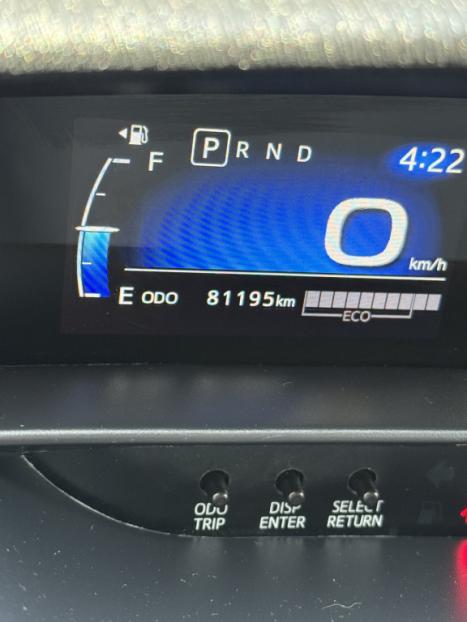 F P R N D 4:22
0 km/h
E ODO 81195km
ECO
ODO TRIP
DISP ENTER
SELECT RETURN